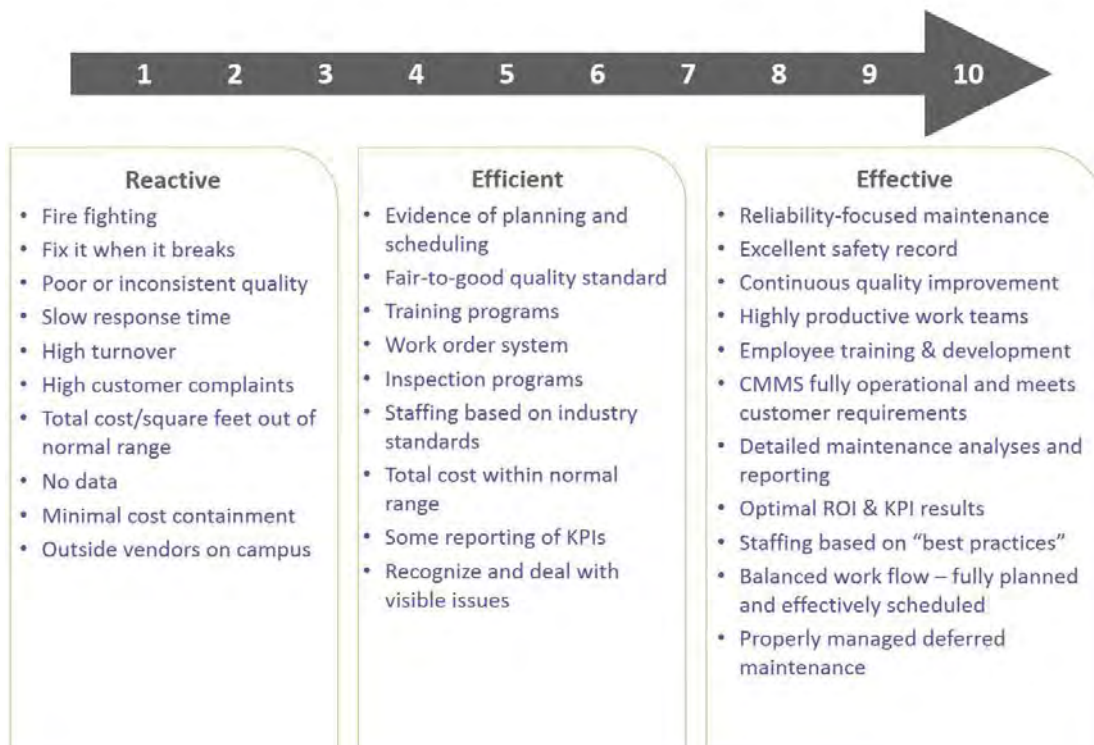 1 2 3 4 5 6 7 8 9 10
Reactive
• Fire fighting
• Fix it when it breaks
• Poor or inconsistent quality
• Slow response time
• High turnover
• High customer complaints
• Total cost/square feet out of
normal range
• No data
• Minimal cost containment
• Outside vendors on campus
Efficient
• Evidence of planning and
scheduling
• Fair-to-good quality standard
• Training programs
• Work order system
• Inspection programs
• Staffing based on industry
standards
• Total cost within normal
range
• Some reporting of KPIs
• Recognize and deal with
visible issues
Effective
• Reliability-focused maintenance
• Excellent safety record
• Continuous quality improvement
• Highly productive work teams
• Employee training & development
• CMMS fully operational and meets
customer requirements
• Detailed maintenance analyses and
reporting
• Optimal ROI & KPI results
• Staffing based on “best practices”
• Balanced work flow – fully planned
and effectively scheduled
• Properly managed deferred
maintenance